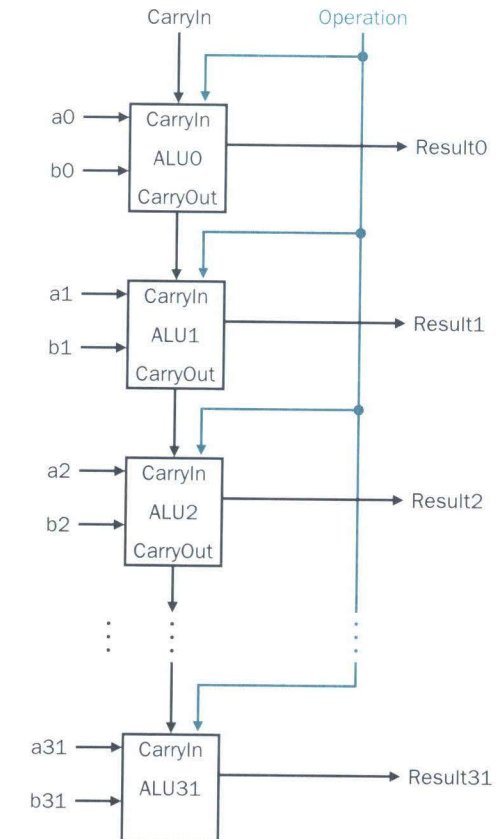 CarryIn Operation
a0 CarryIn
ALU0 Result0
b0
CarryOut
a1 CarryIn
ALU1 Result1
b1
CarryOut
a2 CarryIn
ALU2 Result2
b2
CarryOut
a31 CarryIn
ALU31 Result31
b31